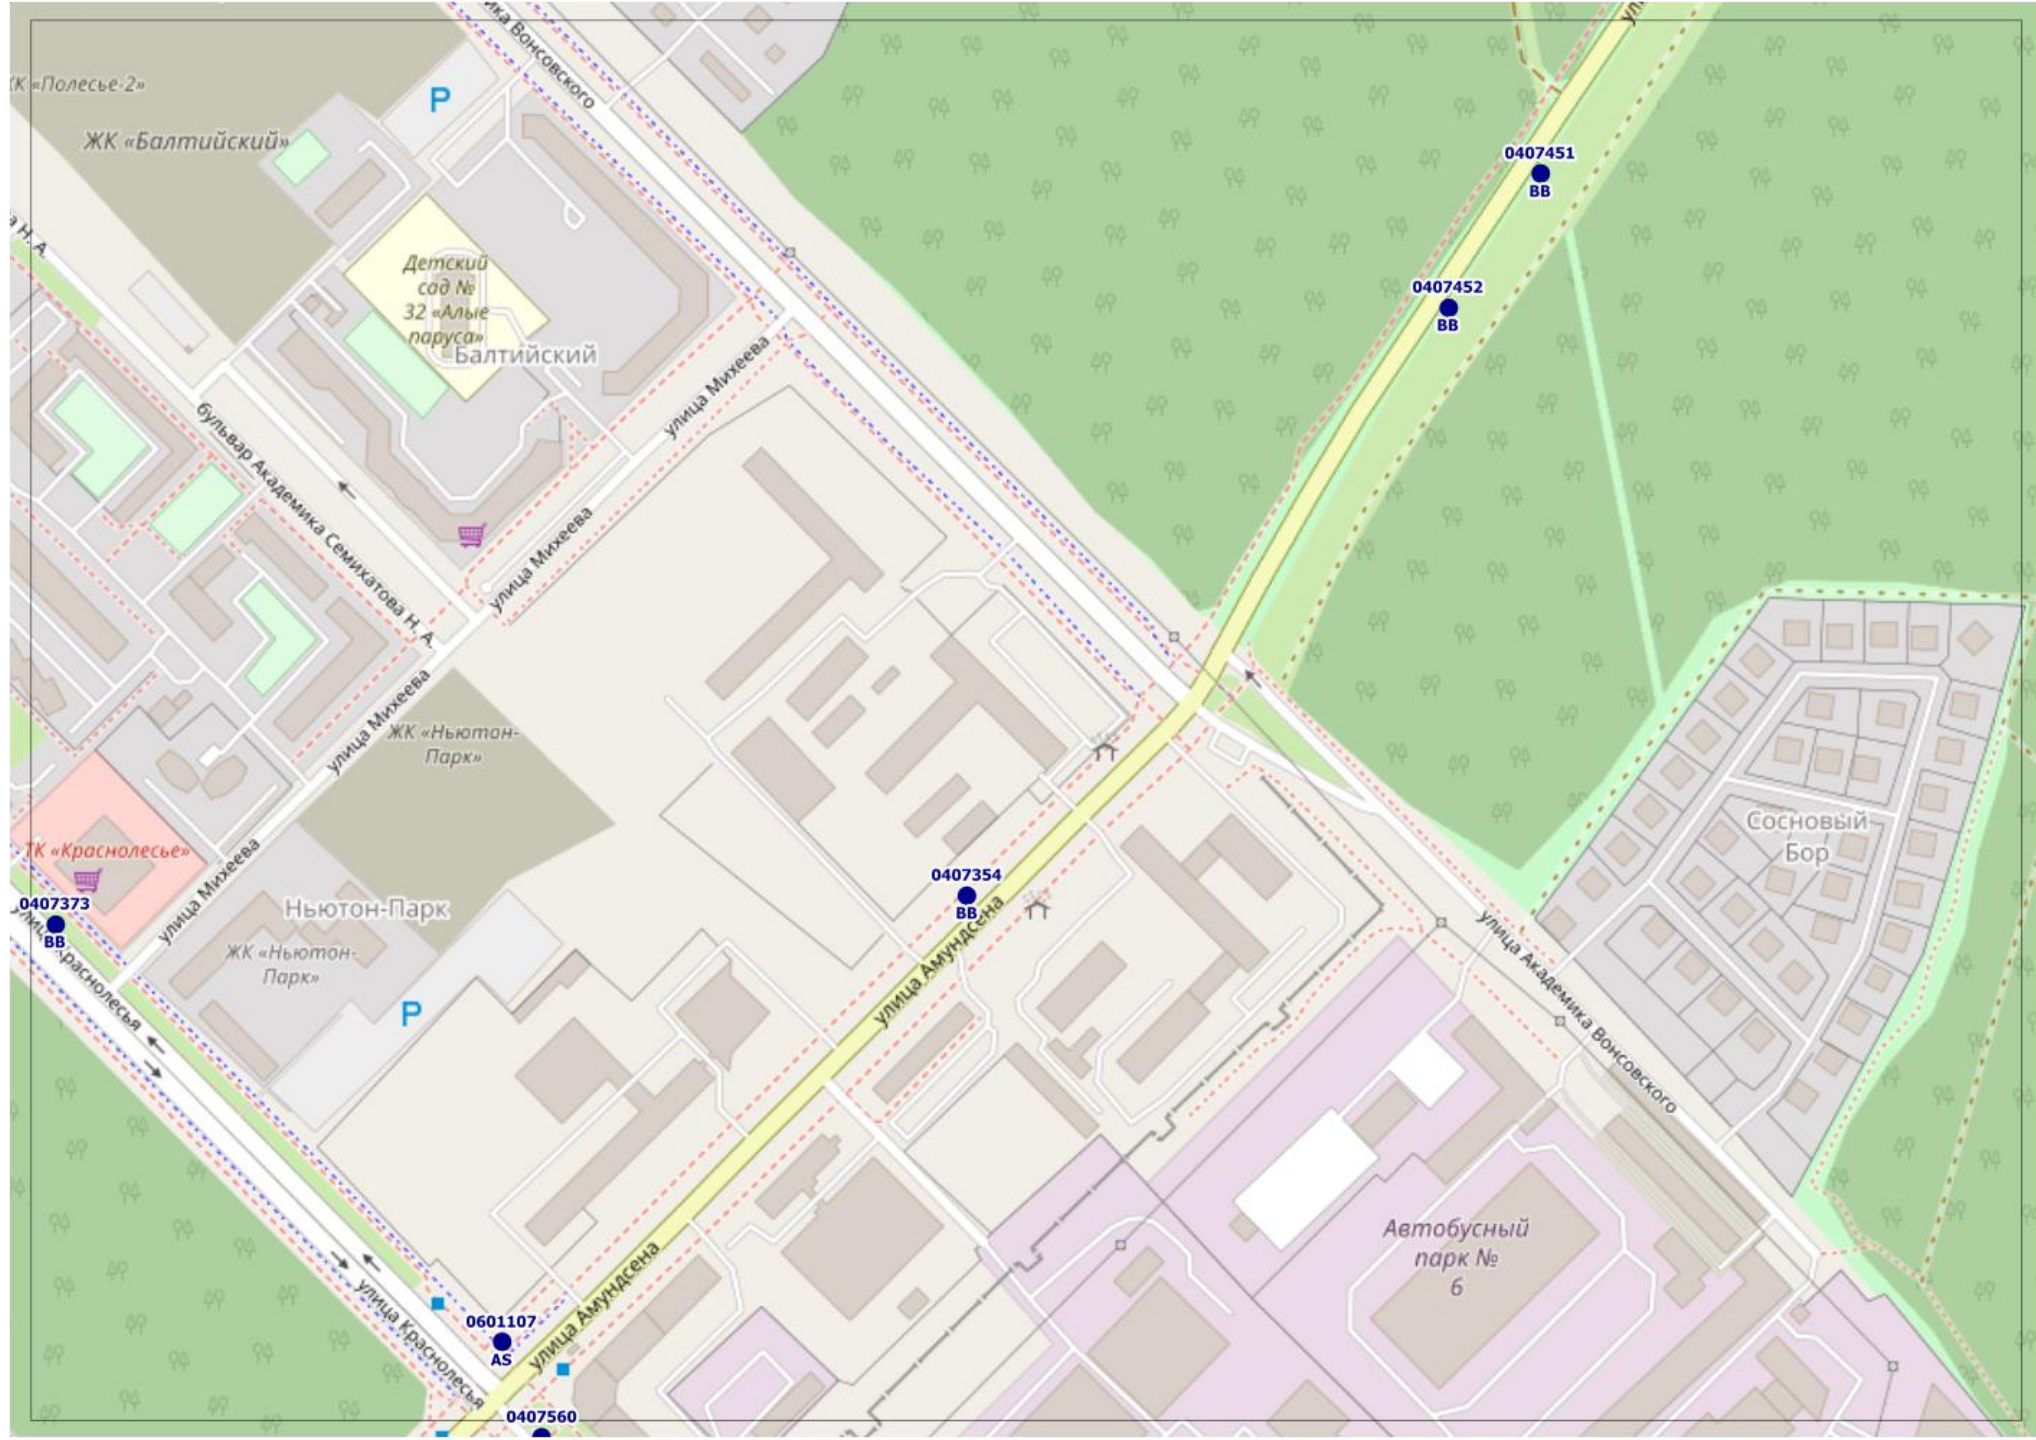 ика Вонсовского
ЖК «Полесье-2»
P
ЖК «Балтийский»
0407451
BB
а Н. А.
Детский
сад №
32 «Алые
паруса»
Балтийский
0407452
BB
улица Михеева
бульвар Академика Семихатова Н. А.
улица Михеева
улица Михеева
ЖК «Ньютон-
Парк»
Сосновый
Бор
ТК «Краснолесье»
улица Михеева
0407354
BB
0407373
BB
Ньютон-Парк
ЖК «Ньютон-
Парк»
P
улица Краснолесья
улица Амундсена
улица Академика Вонсовского
Автобусный
парк №
6
улица Амундсена
улица Краснолесья
0601107
AS
0407560